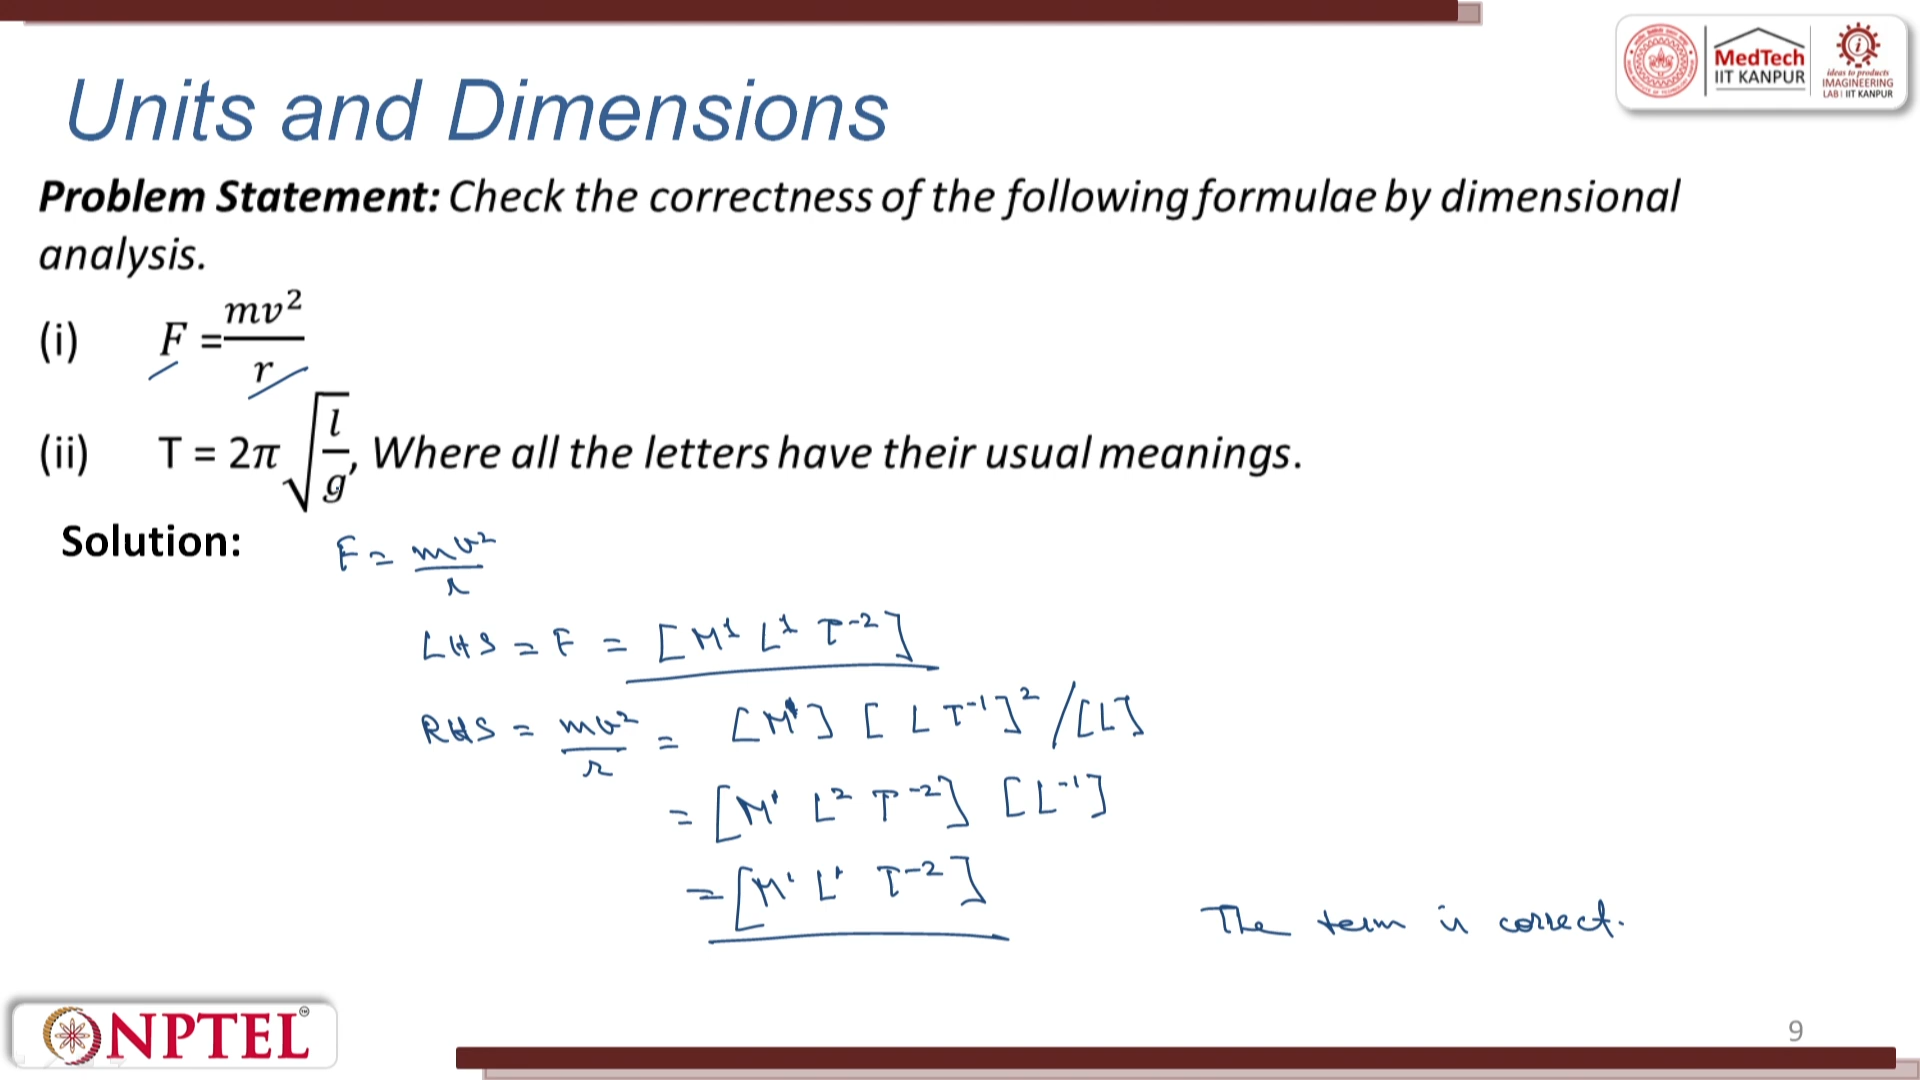 MedTech
IIT KANPUR
ideas to products
IMAGINEERING
LAB | IIT KANPUR
Units and Dimensions
Problem Statement: Check the correctness of the following formulae by dimensional
analysis.
(i) F = mv²/r
(ii) T = 2π √(l/g), Where all the letters have their usual meanings.
Solution:
F = mv²/r
LHS = F = [M¹ L¹ T⁻²]
RHS = mv²/r = [M¹] [L T⁻¹]² / [L]
= [M¹ L² T⁻²] [L⁻¹]
= [M¹ L¹ T⁻²]
The term is correct.
NPTEL™
9